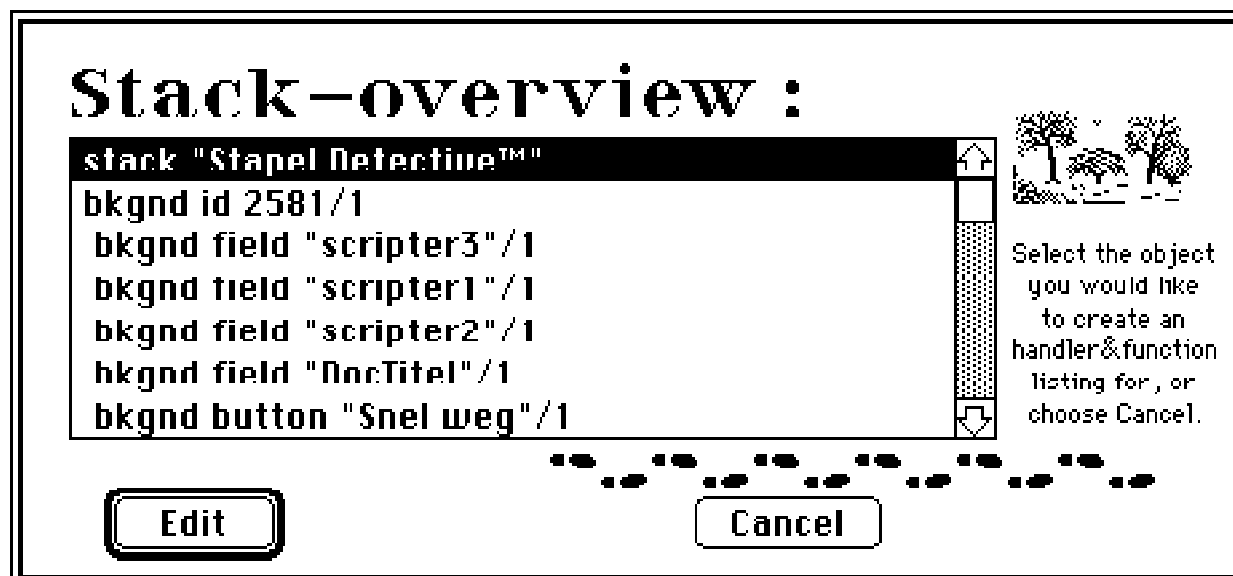 Stack-overview :
stack "Stapel Detective™"
bkgnd id 2581/1
bkgnd field "scripter3"/1
bkgnd field "scripter1"/1
bkgnd field "scripter2"/1
bkgnd field "DocTitel"/1
bkgnd button "Snel weg"/1
Select the object
you would like
to create an
handler&function
listing for, or
choose Cancel.
Edit
Cancel